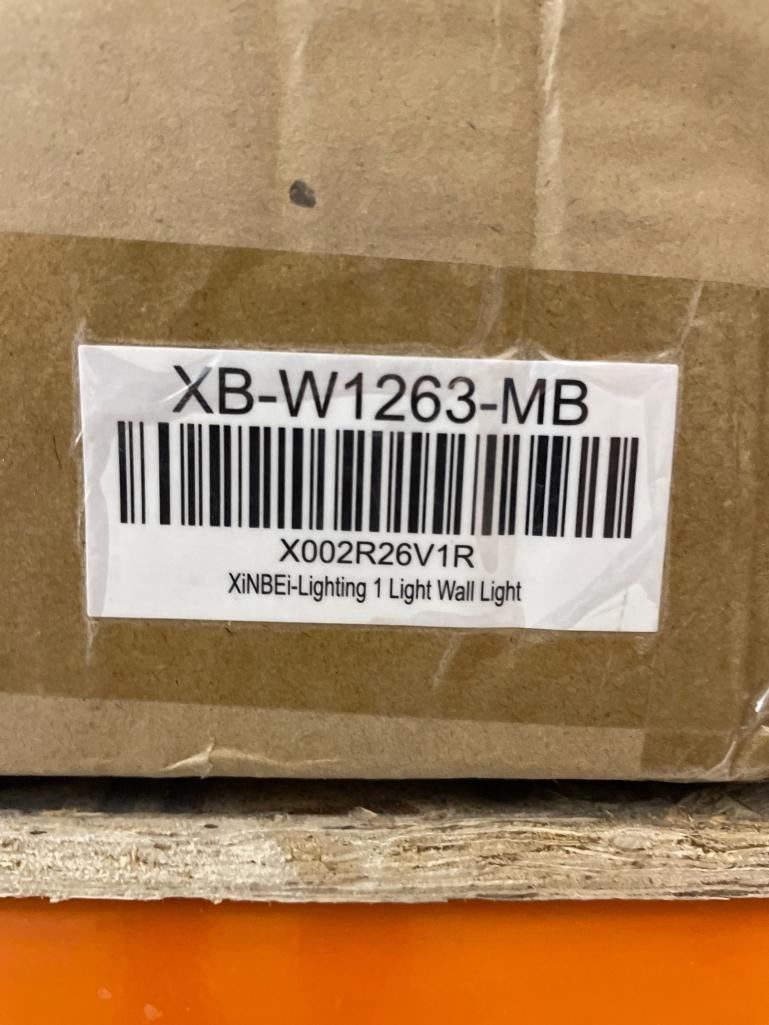 XB-W1263-MB
X002R26V1R
XiNBEi-Lighting 1 Light Wall Light